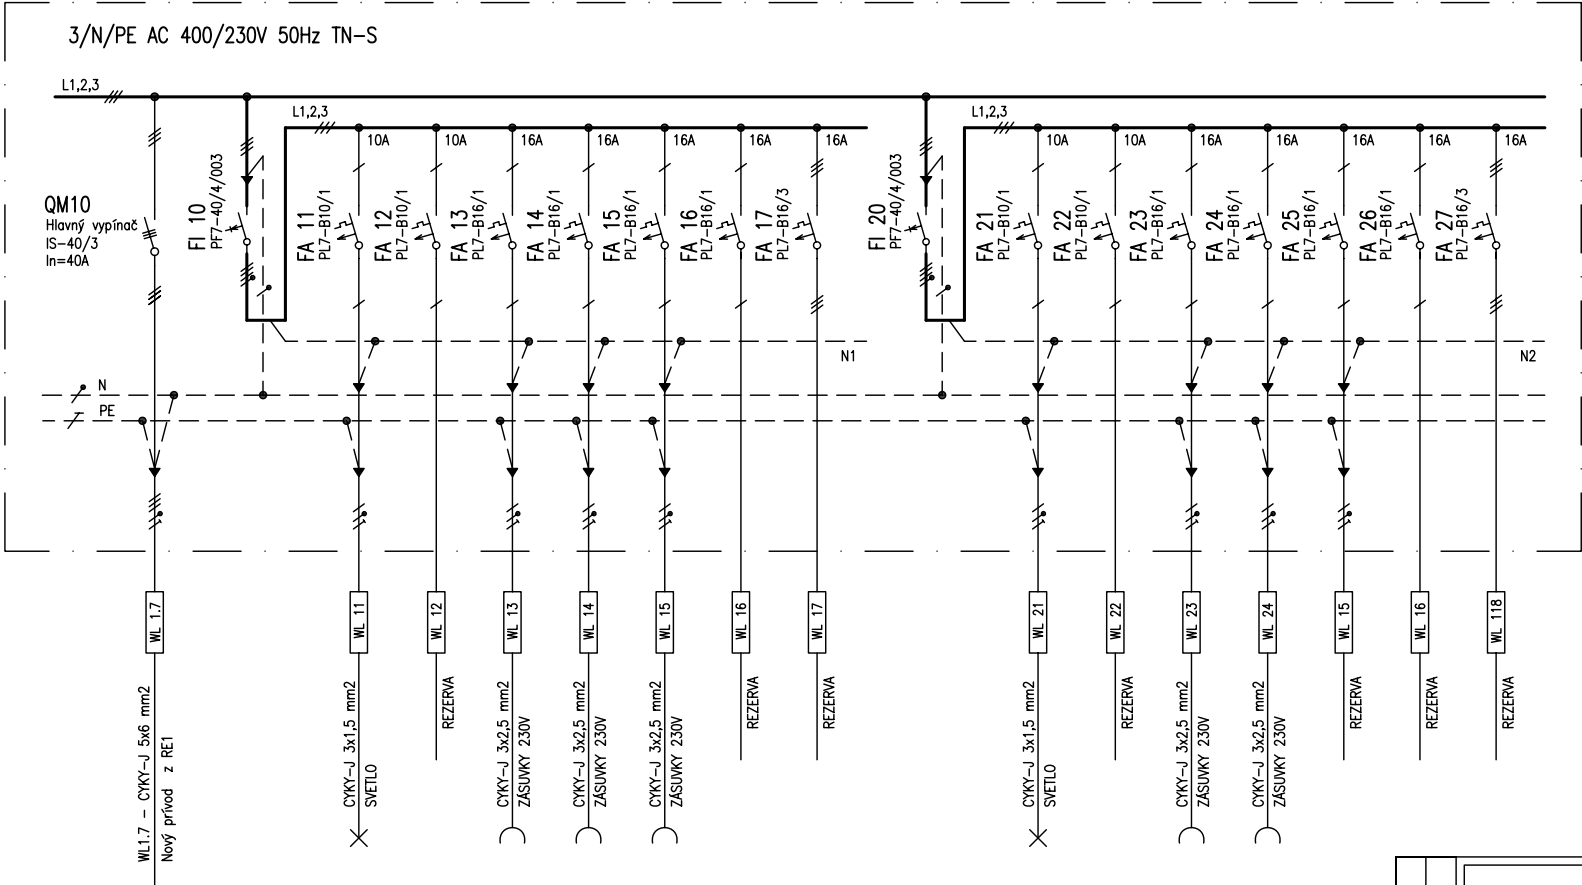 3/N/PE AC 400/230V 50Hz TN-S
L1,2,3
L1,2,3
10A
10A
16A
16A
16A
16A
16A
L1,2,3
10A
10A
16A
16A
16A
16A
16A
QM10
Hlavný vypínač
IS-40/3
In=40A
FI 10
PF7-40/4/003
FA 11
PL7-B10/1
FA 12
PL7-B10/1
FA 13
PL7-B16/1
FA 14
PL7-B16/1
FA 15
PL7-B16/1
FA 16
PL7-B16/1
FA 17
PL7-B16/3
FI 20
PF7-40/4/003
FA 21
PL7-B10/1
FA 22
PL7-B10/1
FA 23
PL7-B16/1
FA 24
PL7-B16/1
FA 25
PL7-B16/1
FA 26
PL7-B16/1
FA 27
PL7-B16/3
N1
N2
N
PE
WL 1.7
WL 11
WL 12
WL 13
WL 14
WL 15
WL 16
WL 17
WL 21
WL 22
WL 23
WL 24
WL 15
WL 16
WL 118
WL1.7 - CYKY-J 5x6 mm2
Nový prívod z RE1
CYKY-J 3x1,5 mm2
SVETLO
REZERVA
CYKY-J 3x2,5 mm2
ZÁSUVKY 230V
CYKY-J 3x2,5 mm2
ZÁSUVKY 230V
CYKY-J 3x2,5 mm2
ZÁSUVKY 230V
REZERVA
REZERVA
CYKY-J 3x1,5 mm2
SVETLO
REZERVA
CYKY-J 3x2,5 mm2
ZÁSUVKY 230V
CYKY-J 3x2,5 mm2
ZÁSUVKY 230V
REZERVA
REZERVA
REZERVA